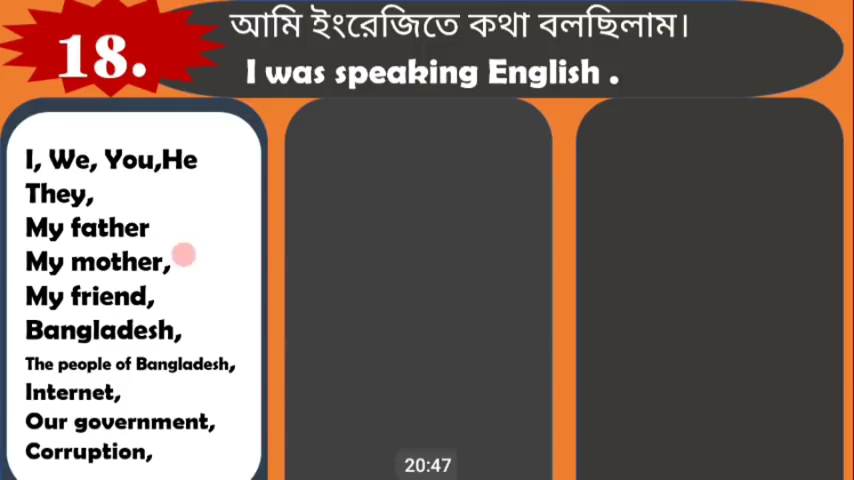 18.
আমি ইংরেজিতে কথা বলছিলাম।
I was speaking English .
I, We, You,He
They,
My father
My mother,
My friend,
Bangladesh,
The people of Bangladesh,
Internet,
Our government,
Corruption,
20:47